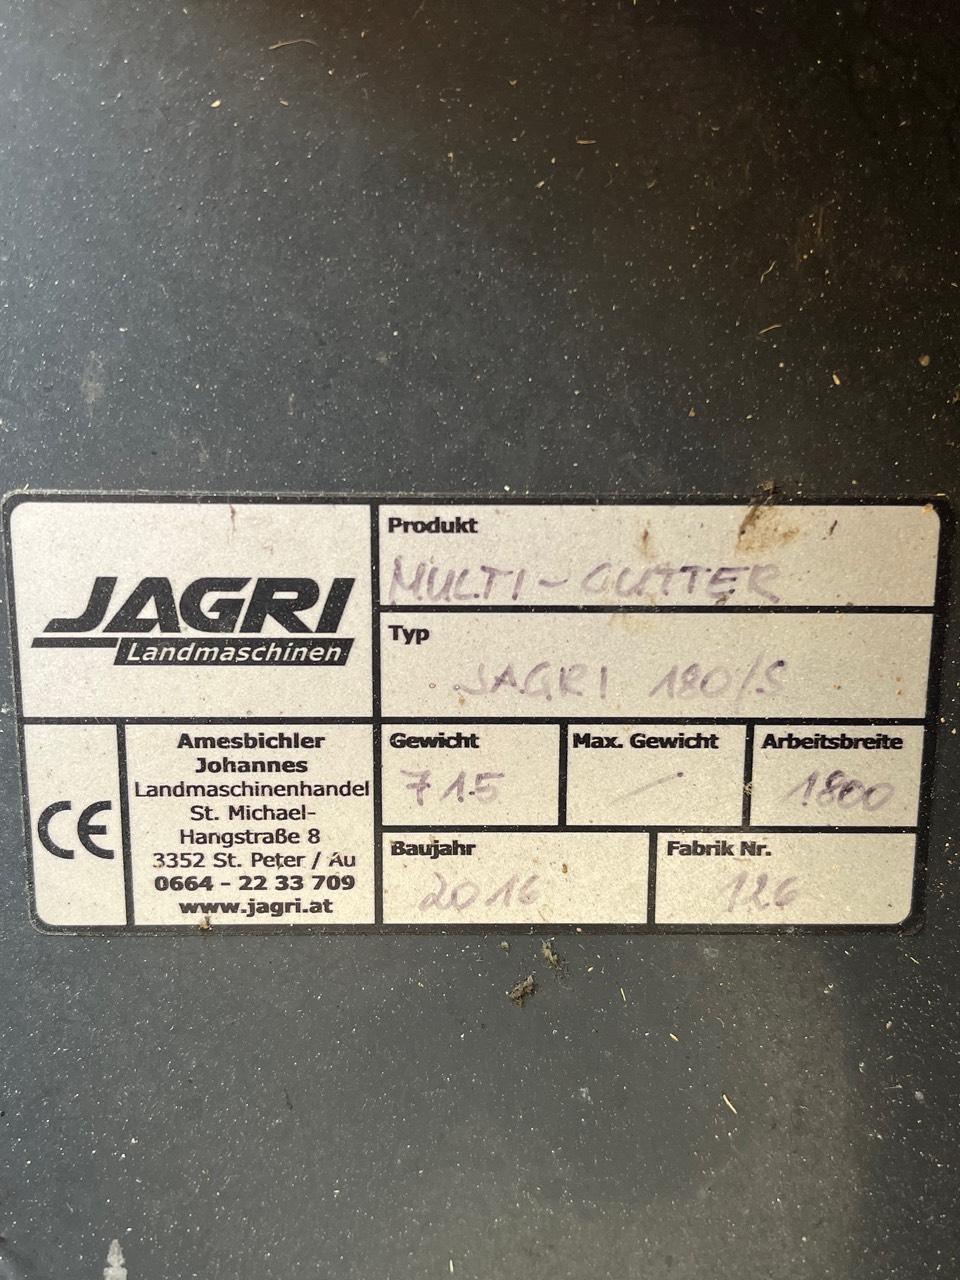 JAGRI
Landmaschinen
Produkt
MULTI-CUTTER
Typ
JAGRI 180/S
CE
Amesbichler
Johannes
Landmaschinenhandel
St. Michael-
Hangstraße 8
3352 St. Peter / Au
0664 - 22 33 709
www.jagri.at
Gewicht
715
Max. Gewicht
/
Arbeitsbreite
1800
Baujahr
2016
Fabrik Nr.
126